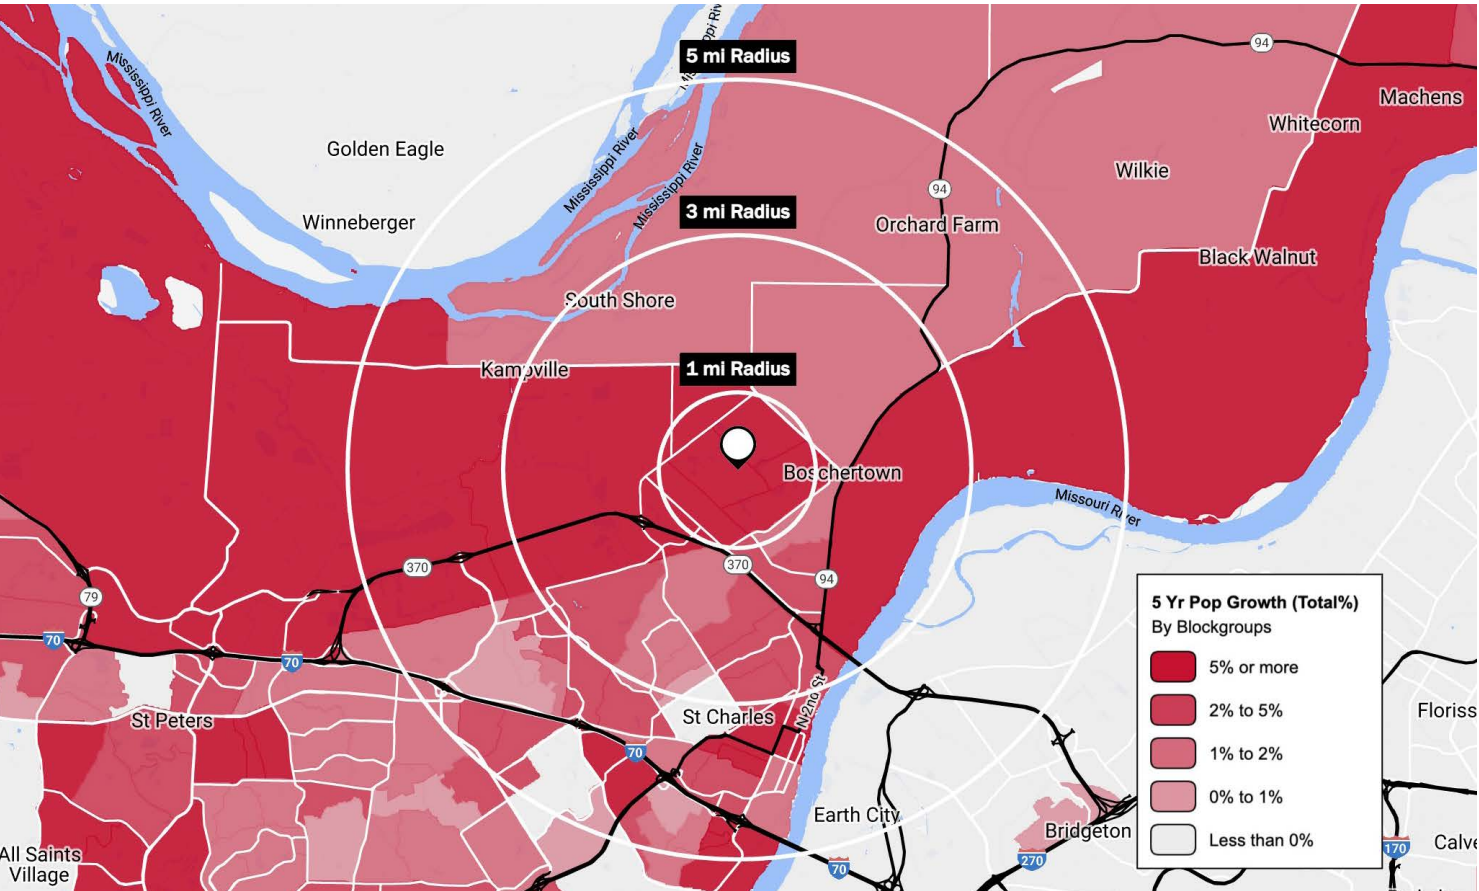 Mississippi River
5 mi Radius
94
Machens
Whitecorn
Golden Eagle
Mississippi River
Wilkie
94
3 mi Radius
Mississippi River
Winneberger
Orchard Farm
Black Walnut
South Shore
1 mi Radius
Kampville
Boschertown
Missouri River
370
370
94
79
70
70
5 Yr Pop Growth (Total%)
By Blockgroups
5% or more
2% to 5%
1% to 2%
0% to 1%
Less than 0%
N 2nd St
St Charles
St Peters
Floriss
70
Earth City
Bridgeton
All Saints
Village
70
270
170
Calve